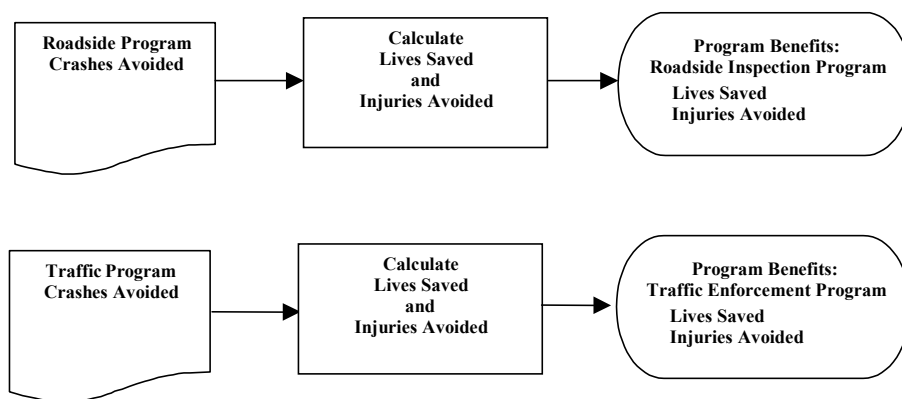 Roadside Program
Crashes Avoided
Calculate
Lives Saved
and
Injuries Avoided
Program Benefits:
Roadside Inspection Program
Lives Saved
Injuries Avoided
Traffic Program
Crashes Avoided
Calculate
Lives Saved
and
Injuries Avoided
Program Benefits:
Traffic Enforcement Program
Lives Saved
Injuries Avoided